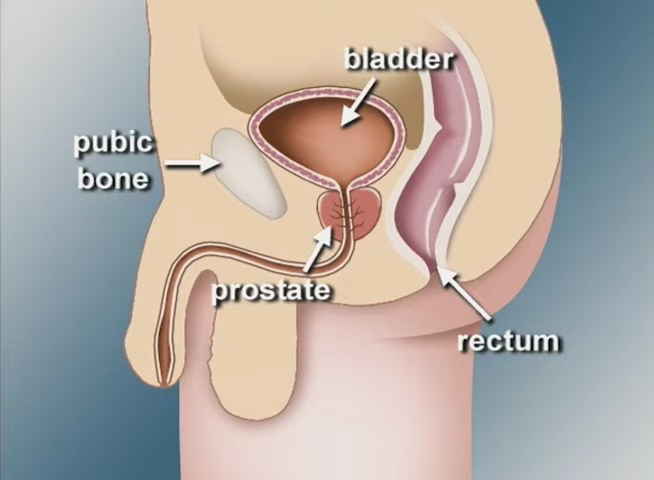 bladder
pubic
bone
prostate
rectum